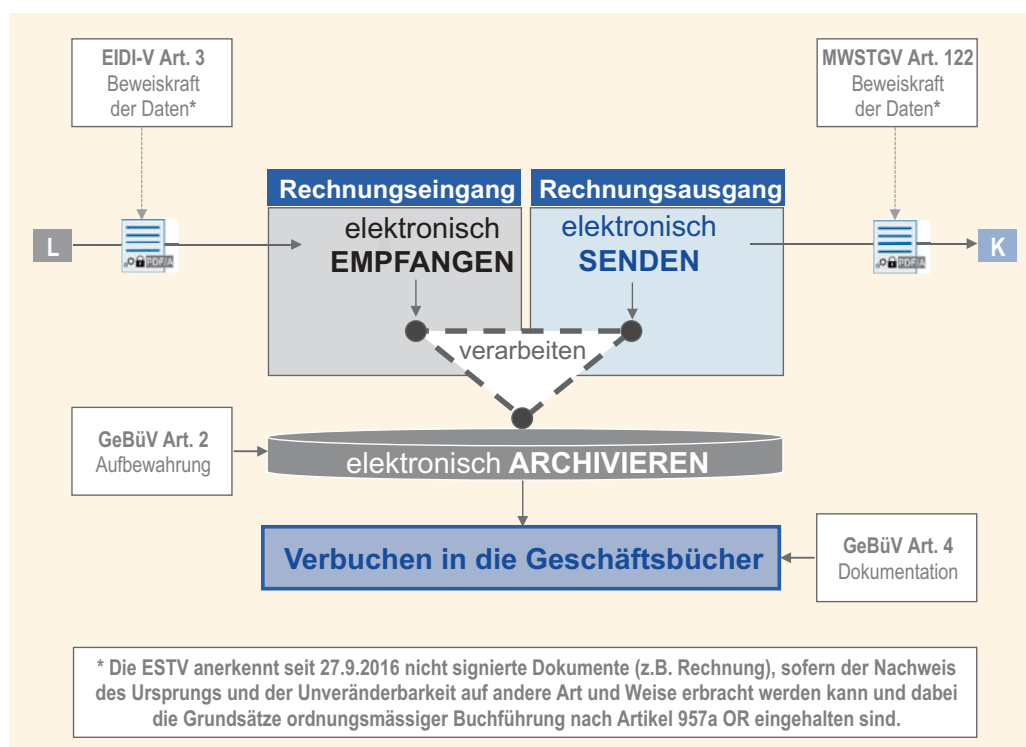 EIDI-V Art. 3
Beweiskraft
der Daten*
MWSTGV Art. 122
Beweiskraft
der Daten*
Rechnungseingang
Rechnungsausgang
elektronisch
EMPFANGEN
elektronisch
SENDEN
L
PDF/A
PDF/A
K
verarbeiten
GeBüV Art. 2
Aufbewahrung
elektronisch ARCHIVIEREN
Verbuchen in die Geschäftsbücher
GeBüV Art. 4
Dokumentation
* Die ESTV anerkennt seit 27.9.2016 nicht signierte Dokumente (z.B. Rechnung), sofern der Nachweis
des Ursprungs und der Unveränderbarkeit auf andere Art und Weise erbracht werden kann und dabei
die Grundsätze ordnungsmässiger Buchführung nach Artikel 957a OR eingehalten sind.